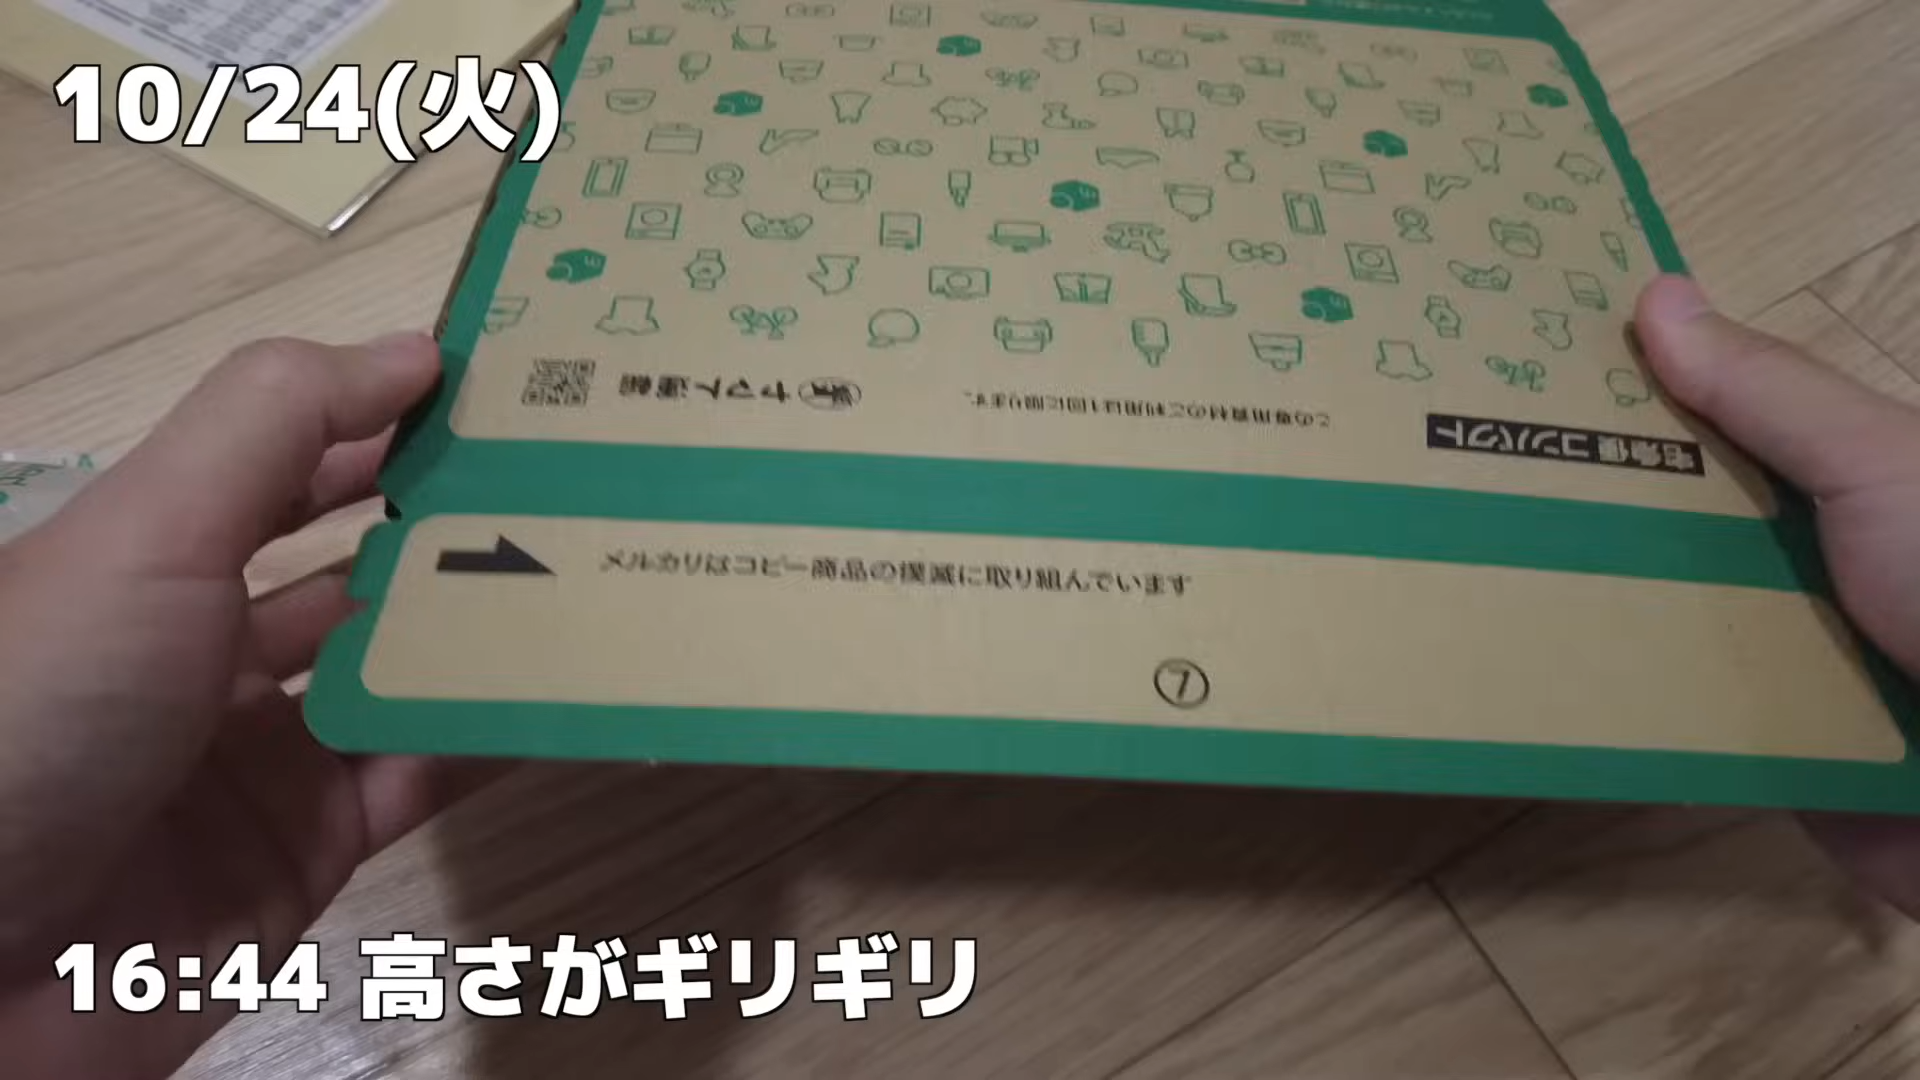 10/24(火)
ヤマト運輸
この専用資材のご利用は1回に限ります。
宅急便 コンパクト
メルカリはコピー商品の撲滅に取り組んでいます
⑦
16:44 高さがギリギリ